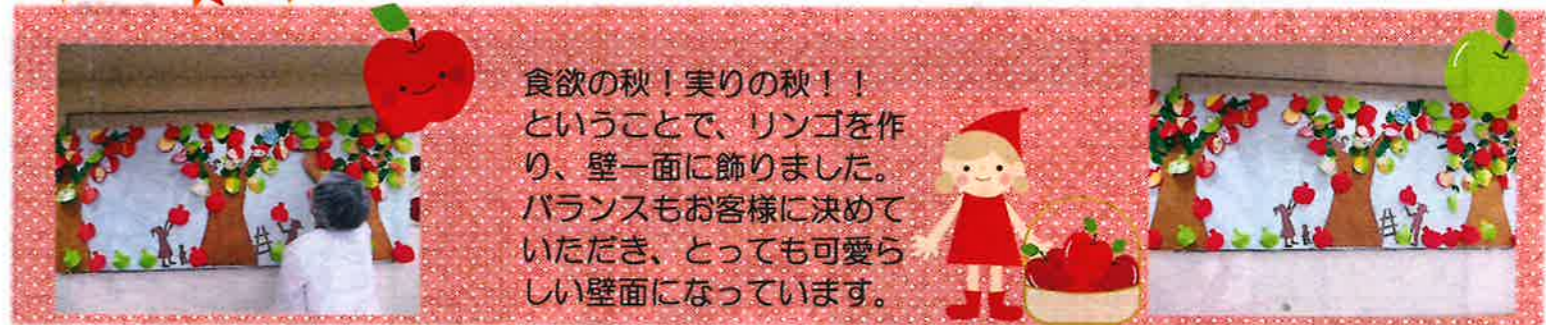 食欲の秋！実りの秋！！
ということで、リンゴを作
り、壁一面に飾りました。
バランスもお客様に決めて
いただき、とっても可愛ら
しい壁面になっています。